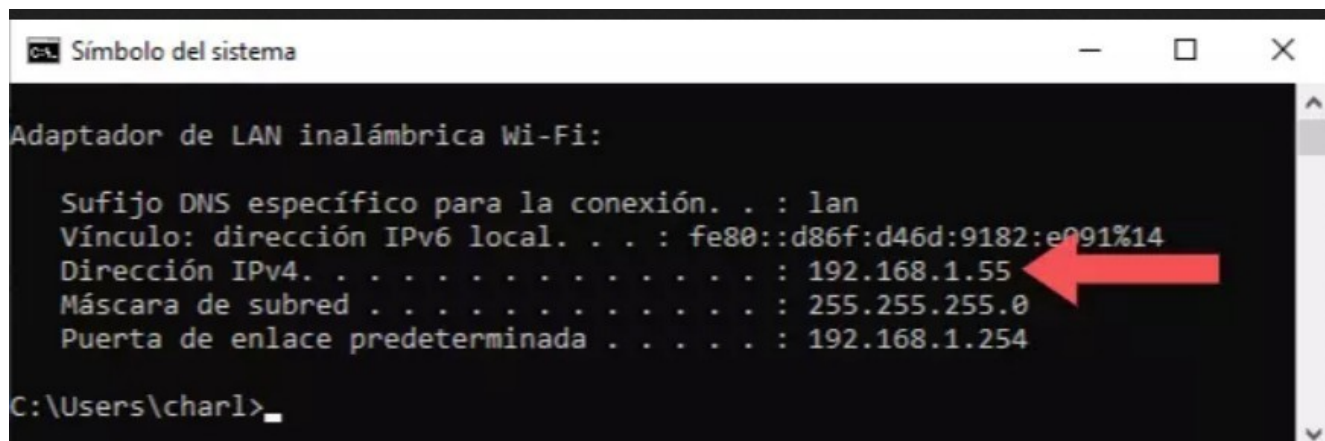 Símbolo del sistema
Adaptador de LAN inalámbrica Wi-Fi:
Sufijo DNS específico para la conexión. . : lan
Vínculo: dirección IPv6 local. . . : fe80::d86f:d46d:9182:e091%14
Dirección IPv4. . . . . . . . . . . . . . : 192.168.1.55
Máscara de subred . . . . . . . . . . . . : 255.255.255.0
Puerta de enlace predeterminada . . . . . : 192.168.1.254
C:\Users\charl>